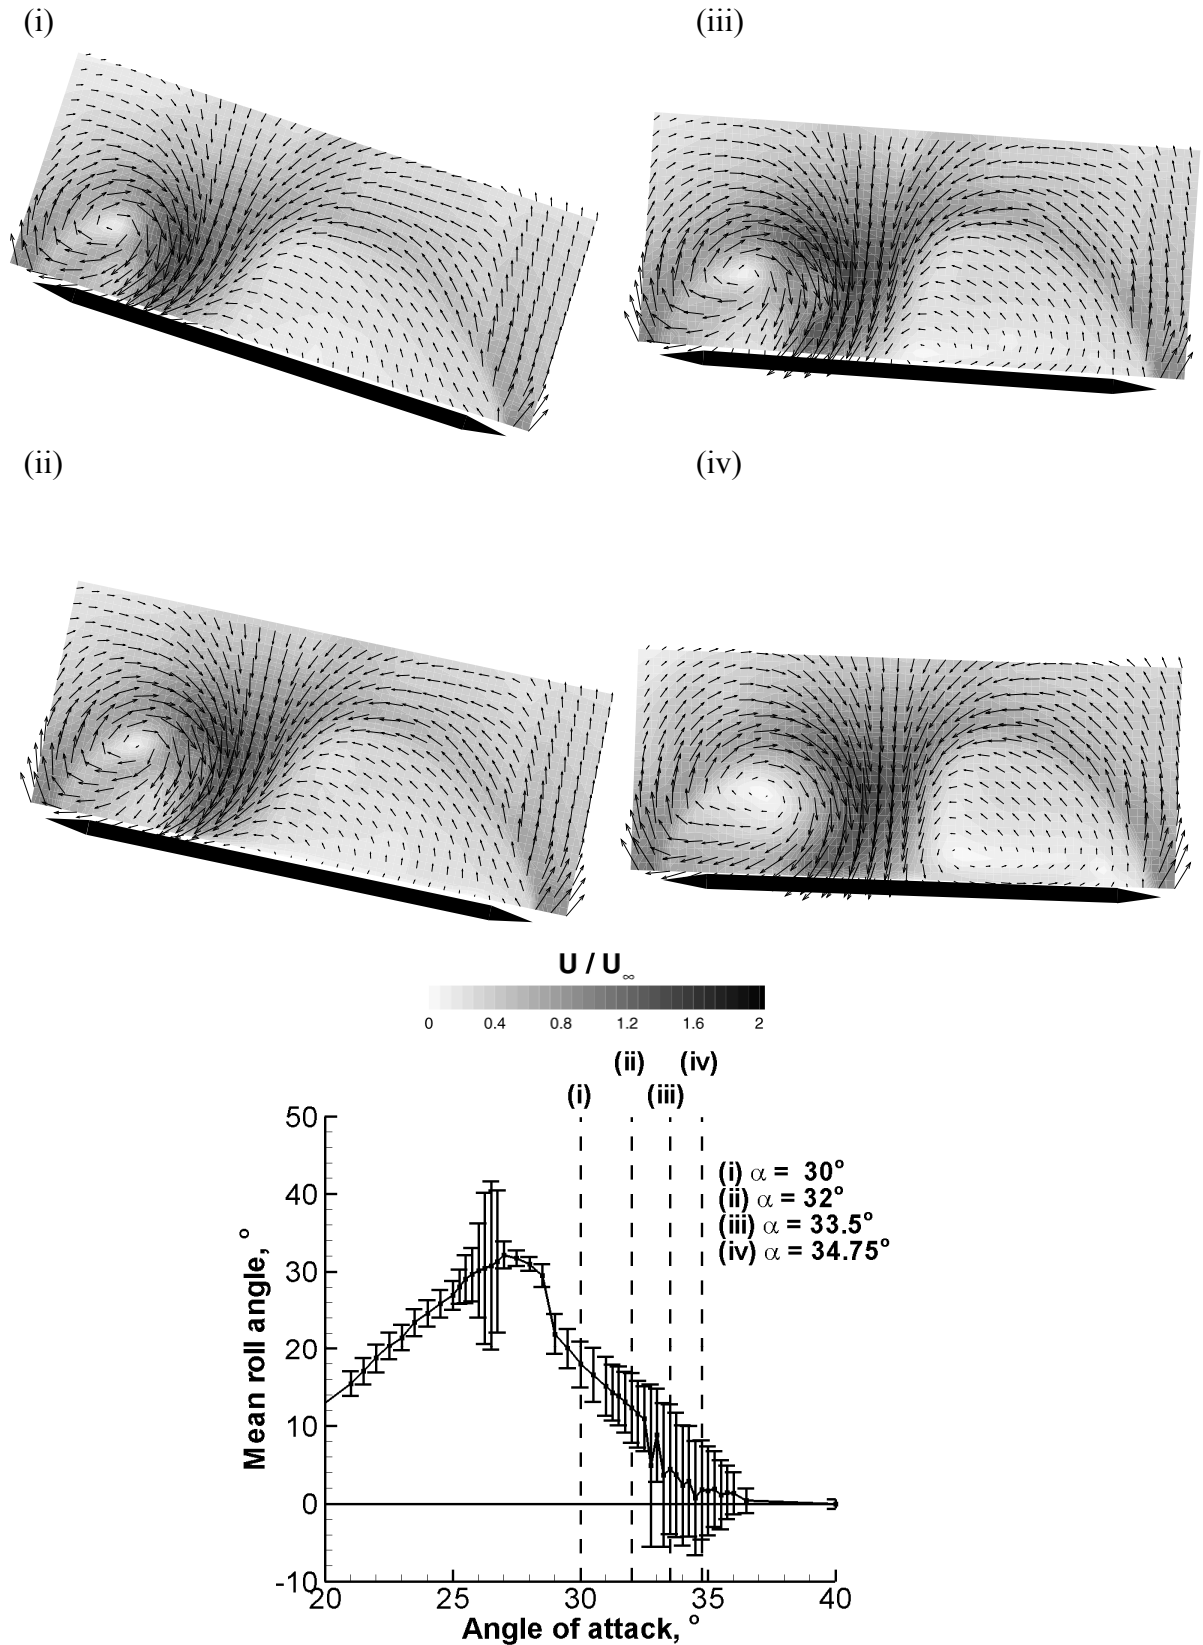 (i) (iii)
(ii) (iv)
U / U∞
0 0.4 0.8 1.2 1.6 2
(ii) (iv)
(i) (iii)
50
40
30
20
10
0
-10
(i) α = 30°
(ii) α = 32°
(iii) α = 33.5°
(iv) α = 34.75°
Mean roll angle, °
20 25 30 35 40
Angle of attack, °